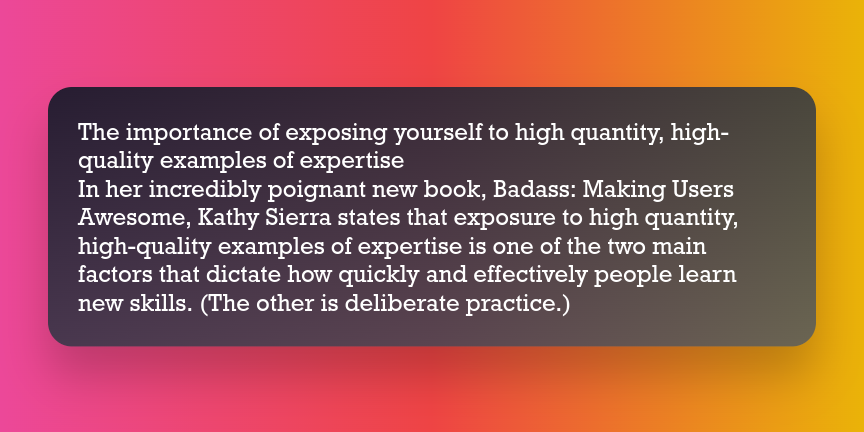 The importance of exposing yourself to high quantity, high-
quality examples of expertise
In her incredibly poignant new book, Badass: Making Users
Awesome, Kathy Sierra states that exposure to high quantity,
high-quality examples of expertise is one of the two main
factors that dictate how quickly and effectively people learn
new skills. (The other is deliberate practice.)